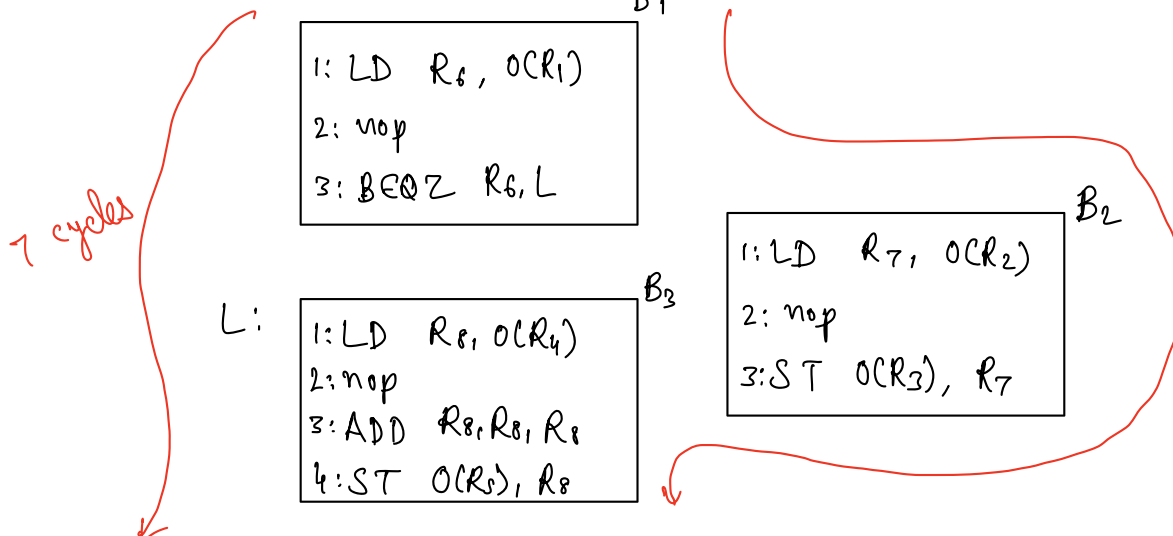 B1
1: LD R6, 0(R1)
2: nop
3: BEQZ R6, L
7 cycles
B2
1: LD R7, 0(R2)
2: nop
3: ST 0(R3), R7
L:
B3
1: LD R8, 0(R4)
2: nop
3: ADD R8, R8, R8
4: ST 0(R5), R8